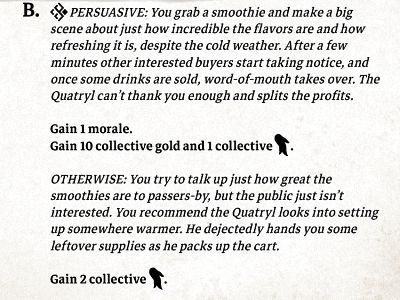 B. PERSUASIVE: You grab a smoothie and make a big
scene about just how incredible the flavors are and how
refreshing it is, despite the cold weather. After a few
minutes other interested buyers start taking notice, and
once some drinks are sold, word-of-mouth takes over. The
Quatryl can't thank you enough and splits the profits.
Gain 1 morale.
Gain 10 collective gold and 1 collective .
OTHERWISE: You try to talk up just how great the
smoothies are to passers-by, but the public just isn't
interested. You recommend the Quatryl looks into setting
up somewhere warmer. He dejectedly hands you some
leftover supplies as he packs up the cart.
Gain 2 collective .